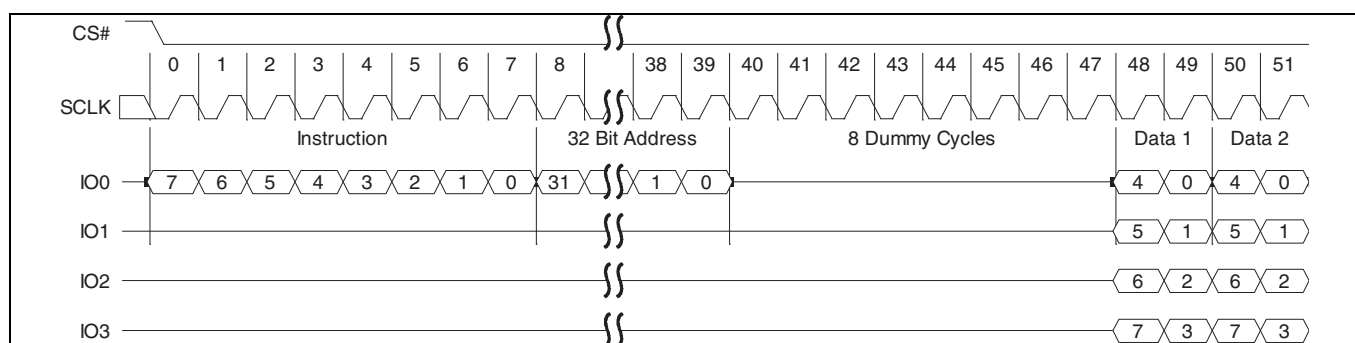 CS#
0 1 2 3 4 5 6 7 8 38 39 40 41 42 43 44 45 46 47 48 49 50 51
SCLK
Instruction 32 Bit Address 8 Dummy Cycles Data 1 Data 2
IO0 7 6 5 4 3 2 1 0 31 1 0 4 0 4 0
IO1 5 1 5 1
IO2 6 2 6 2
IO3 7 3 7 3